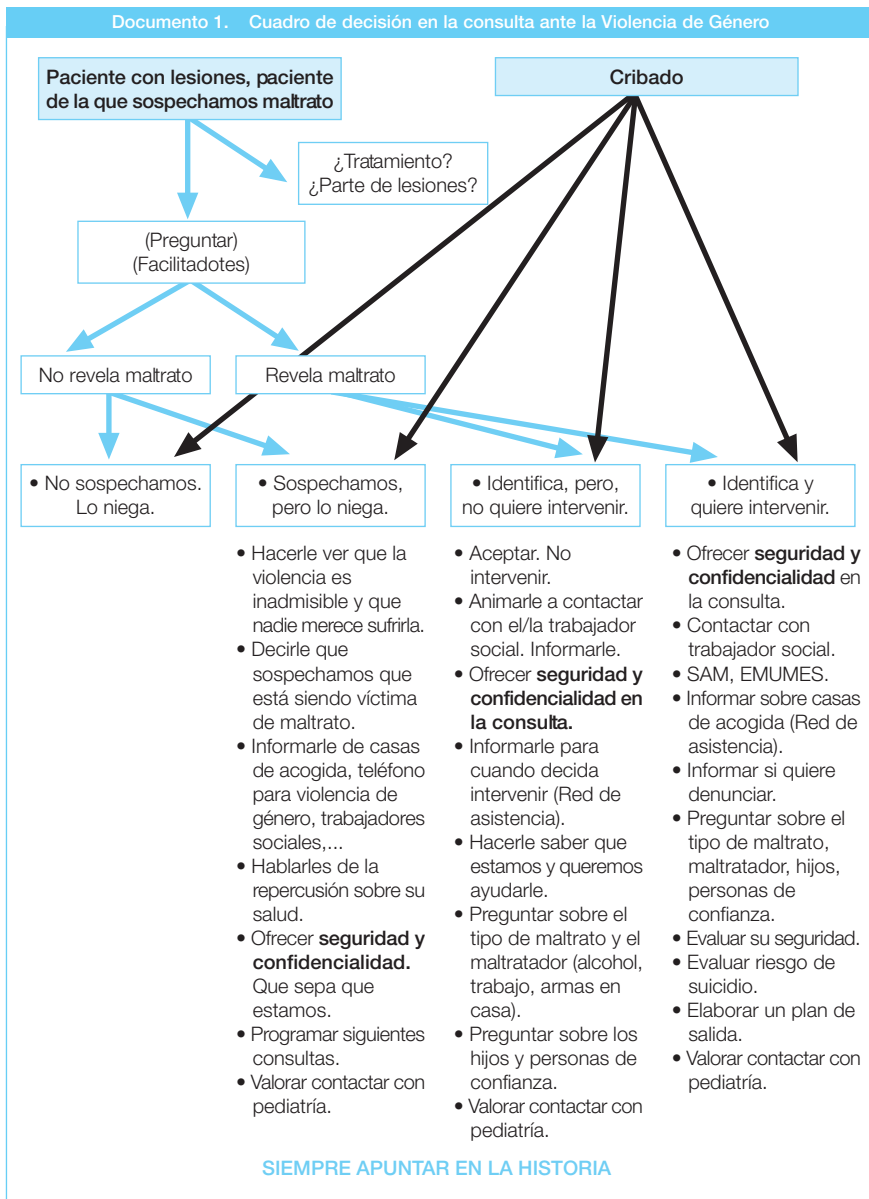 Documento 1. Cuadro de decisión en la consulta ante la Violencia de Género
Paciente con lesiones, paciente
de la que sospechamos maltrato
Cribado
¿Tratamiento?
¿Parte de lesiones?
(Preguntar)
(Facilitadotes)
No revela maltrato
Revela maltrato
• No sospechamos.
Lo niega.
• Sospechamos,
pero lo niega.
• Identifica, pero,
no quiere intervenir.
• Identifica y
quiere intervenir.
• Hacerle ver que la
violencia es
inadmisible y que
nadie merece sufrirla.
• Decirle que
sospechamos que
está siendo víctima
de maltrato.
• Informarle de casas
de acogida, teléfono
para violencia de
género, trabajadores
sociales,...
• Hablarles de la
repercusión sobre su
salud.
• Ofrecer seguridad y
confidencialidad.
Que sepa que
estamos.
• Programar siguientes
consultas.
• Valorar contactar con
pediatría.
• Aceptar. No
intervenir.
• Animarle a contactar
con el/la trabajador
social. Informarle.
• Ofrecer seguridad y
confidencialidad en
la consulta.
• Informarle para
cuando decida
intervenir (Red de
asistencia).
• Hacerle saber que
estamos y queremos
ayudarle.
• Preguntar sobre el
tipo de maltrato y el
maltratador (alcohol,
trabajo, armas en
casa).
• Preguntar sobre los
hijos y personas de
confianza.
• Valorar contactar con
pediatría.
• Ofrecer seguridad y
confidencialidad en
la consulta.
• Contactar con
trabajador social.
• SAM, EMUMES.
• Informar sobre casas
de acogida (Red de
asistencia).
• Informar si quiere
denunciar.
• Preguntar sobre el
tipo de maltrato,
maltratador, hijos,
personas de
confianza.
• Evaluar su seguridad.
• Evaluar riesgo de
suicidio.
• Elaborar un plan de
salida.
• Valorar contactar con
pediatría.
SIEMPRE APUNTAR EN LA HISTORIA